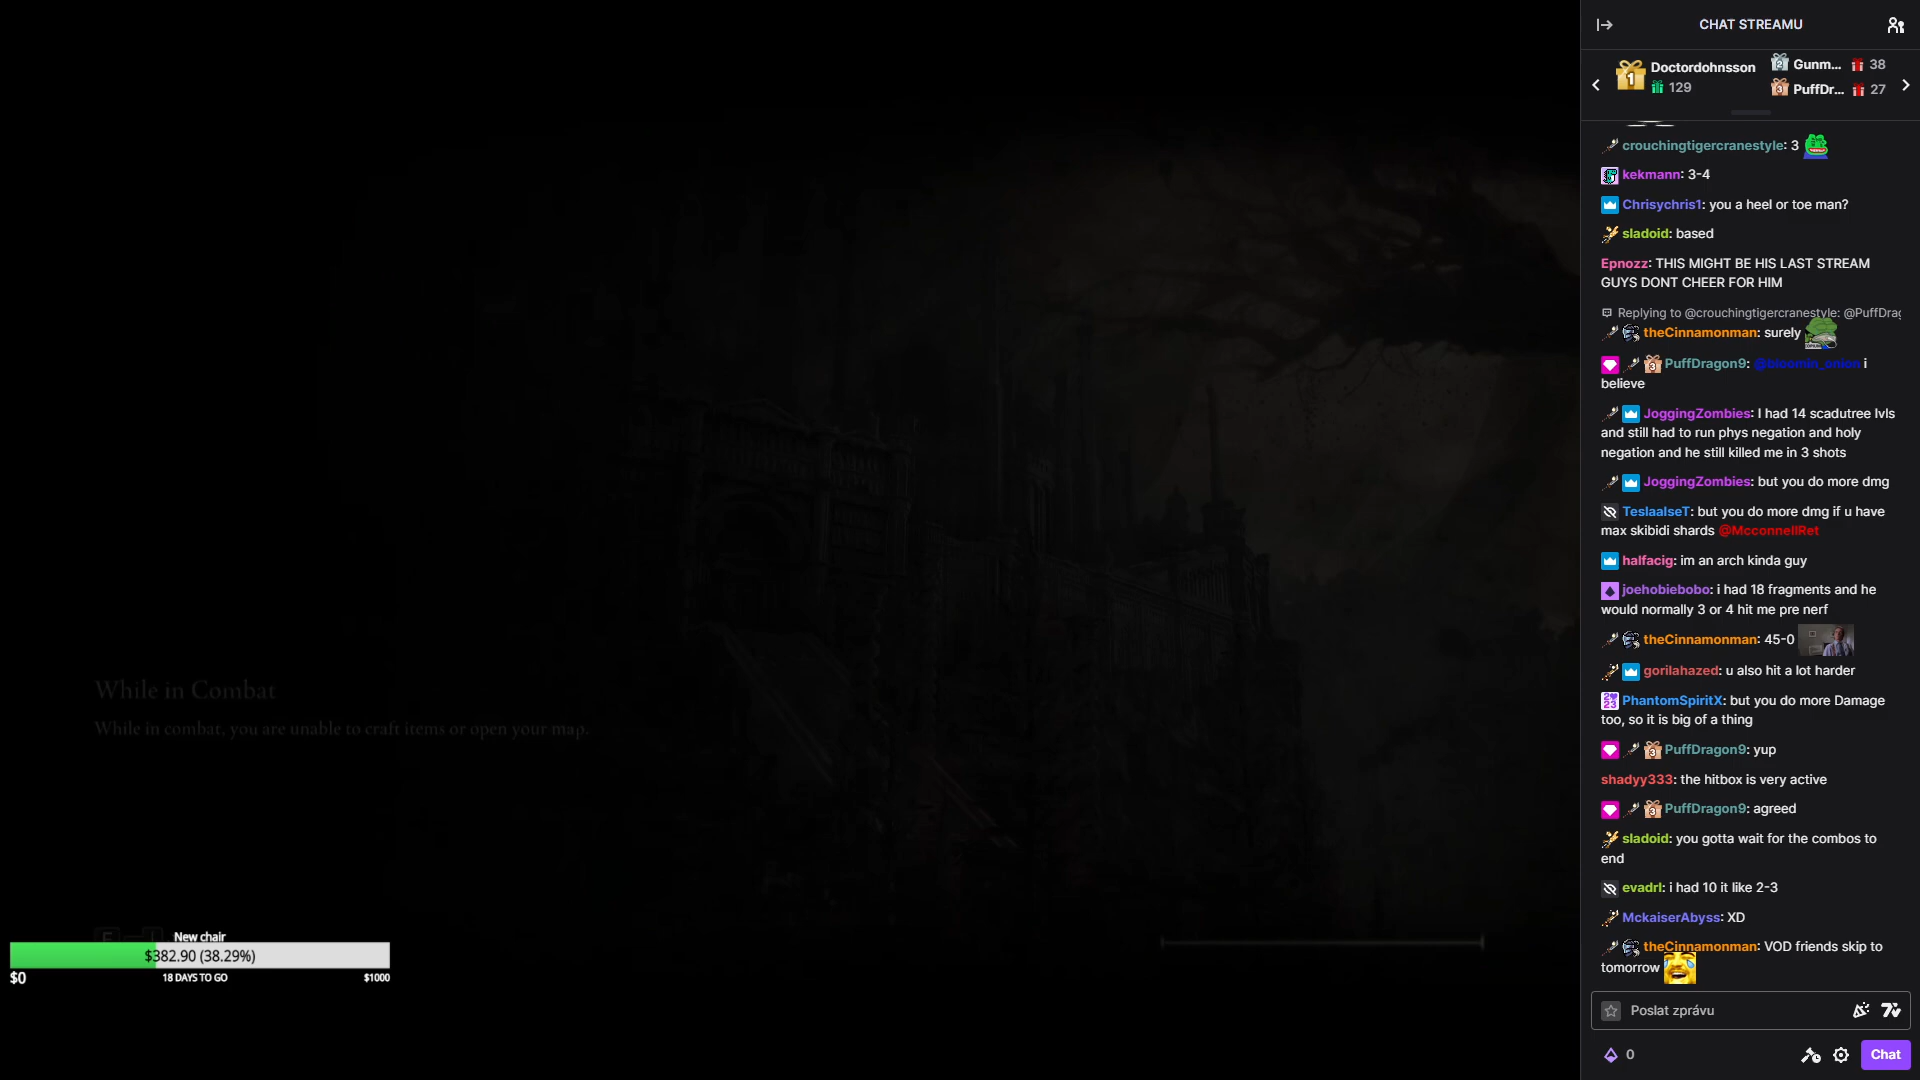 CHAT STREAMU
Doctordohnsson
129
Gunm... 38
PuffDr... 27
crouchingtigercranestyle: 3
kekmann: 3-4
Chrisychris1: you a heel or toe man?
sladoid: based
Epnozz: THIS MIGHT BE HIS LAST STREAM
GUYS DONT CHEER FOR HIM
Replying to @crouchingtigercranestyle: @PuffDrag
theCinnamonman: surely
PuffDragon9: @bloomin_onion i
believe
JoggingZombies: I had 14 scadutree lvls
and still had to run phys negation and holy
negation and he still killed me in 3 shots
JoggingZombies: but you do more dmg
TeslaalseT: but you do more dmg if u have
max skibidi shards @McconnellRet
halfacig: im an arch kinda guy
joehobiebobo: i had 18 fragments and he
would normally 3 or 4 hit me pre nerf
theCinnamonman: 45-0
gorilahazed: u also hit a lot harder
PhantomSpiritX: but you do more Damage
too, so it is big of a thing
PuffDragon9: yup
shadyy333: the hitbox is very active
PuffDragon9: agreed
sladoid: you gotta wait for the combos to
end
evadrl: i had 10 it like 2-3
MckaiserAbyss: XD
theCinnamonman: VOD friends skip to
tomorrow
Poslat zprávu
0
Chat
While in Combat
While in combat, you are unable to craft items or open your map.
New chair
$382.90 (38.29%)
$0 18 DAYS TO GO $1000